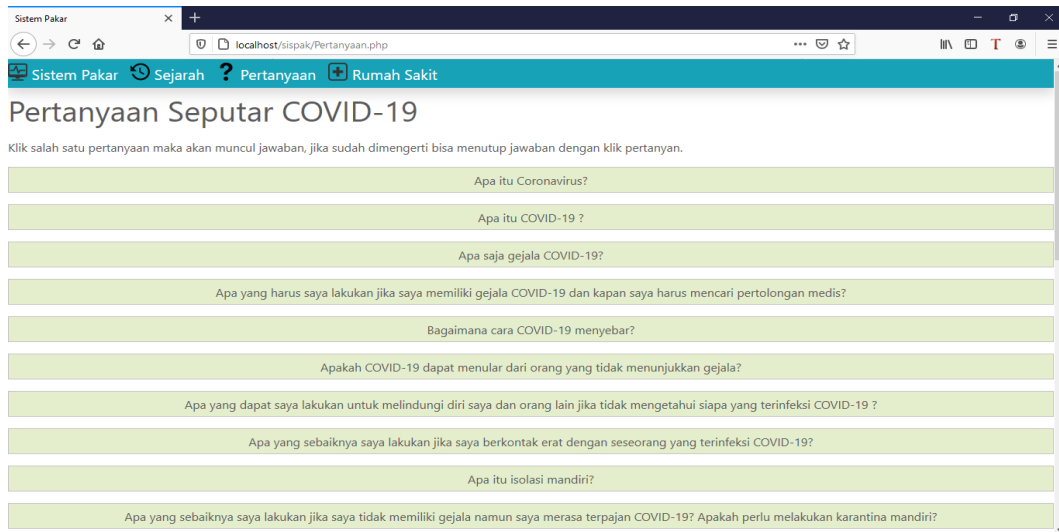 Sistem Pakar
localhost/sispak/Pertanyaan.php
T
Sistem Pakar Sejarah ? Pertanyaan Rumah Sakit
Pertanyaan Seputar COVID-19
Klik salah satu pertanyaan maka akan muncul jawaban, jika sudah dimengerti bisa menutup jawaban dengan klik pertanyan.
Apa itu Coronavirus?
Apa itu COVID-19 ?
Apa saja gejala COVID-19?
Apa yang harus saya lakukan jika saya memiliki gejala COVID-19 dan kapan saya harus mencari pertolongan medis?
Bagaimana cara COVID-19 menyebar?
Apakah COVID-19 dapat menular dari orang yang tidak menunjukkan gejala?
Apa yang dapat saya lakukan untuk melindungi diri saya dan orang lain jika tidak mengetahui siapa yang terinfeksi COVID-19 ?
Apa yang sebaiknya saya lakukan jika saya berkontak erat dengan seseorang yang terinfeksi COVID-19?
Apa itu isolasi mandiri?
Apa yang sebaiknya saya lakukan jika saya tidak memiliki gejala namun saya merasa terpajan COVID-19? Apakah perlu melakukan karantina mandiri?